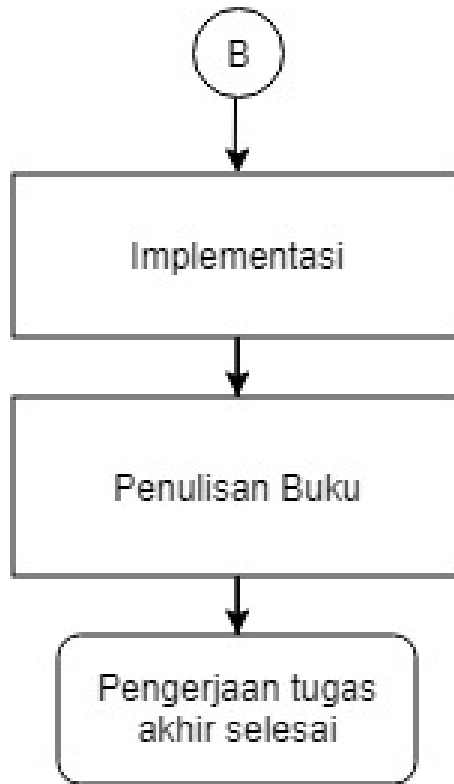 B
Implementasi
Penulisan Buku
Pengerjaan tugas
akhir selesai